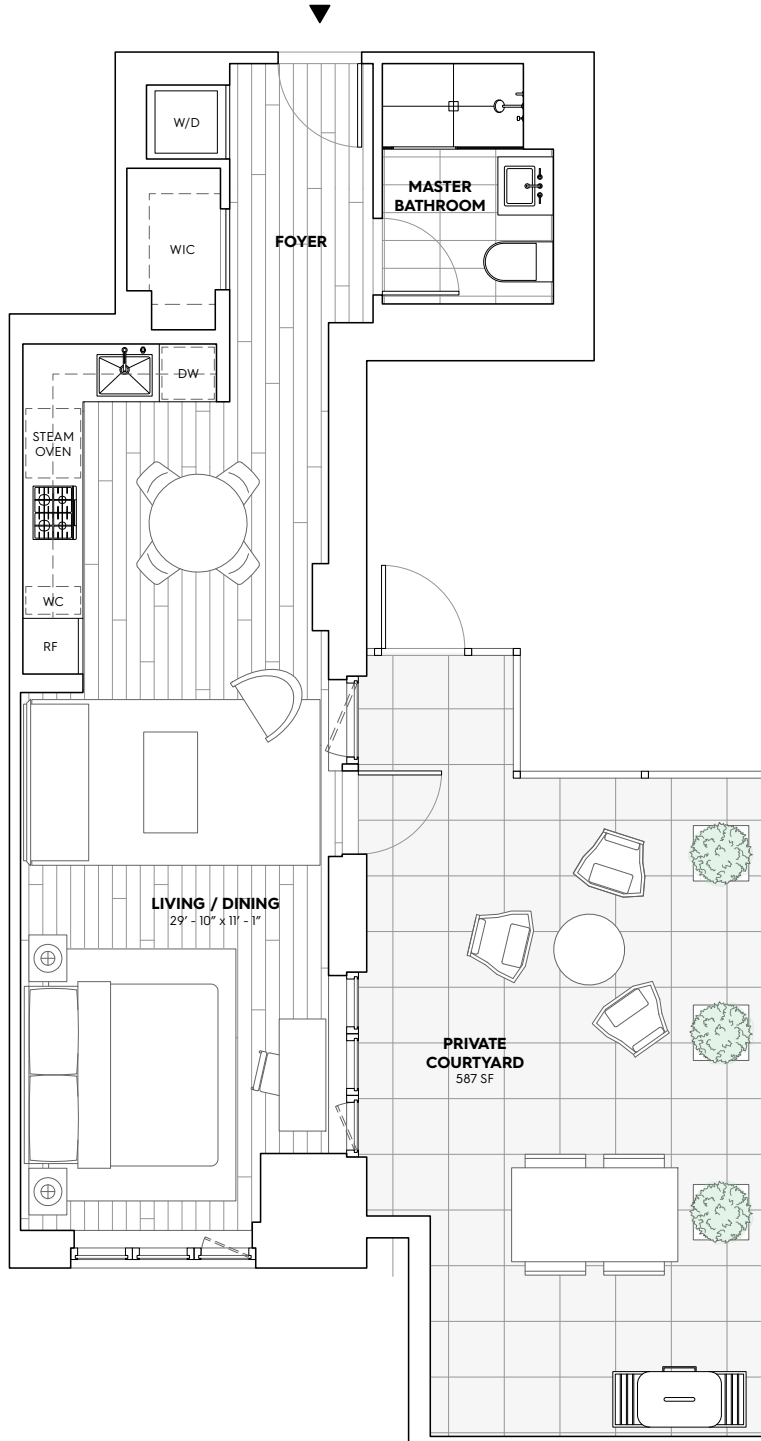 W/D
MASTER
BATHROOM
FOYER
WIC
DW
STEAM
OVEN
WC
RF
LIVING / DINING
29' - 10" x 11' - 1"
PRIVATE
COURTYARD
587 SF